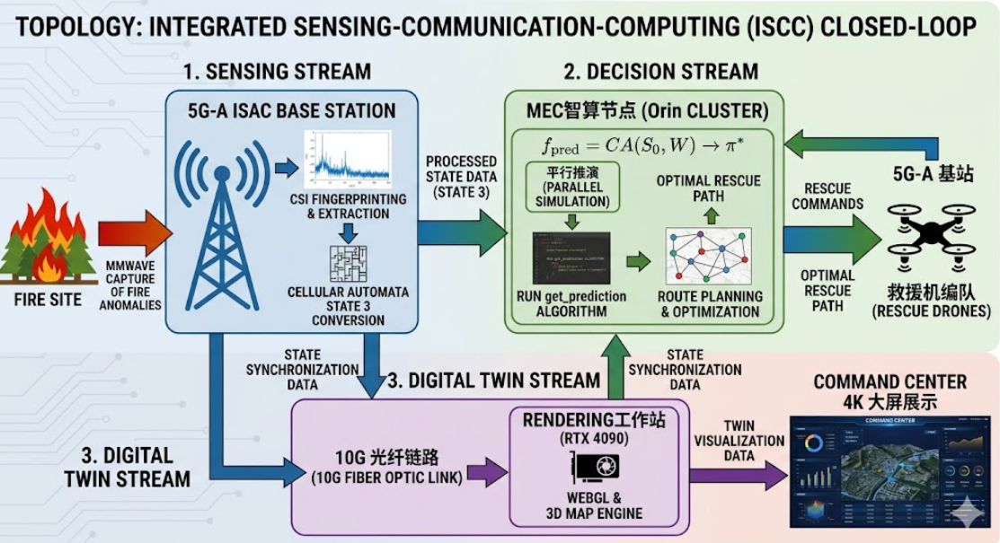 TOPOLOGY: INTEGRATED SENSING-COMMUNICATION-COMPUTING (ISCC) CLOSED-LOOP
1. SENSING STREAM
5G-A ISAC BASE STATION
CSI FINGERPRINTING
& EXTRACTION
CELLULAR AUTOMATA
STATE 3
CONVERSION
FIRE SITE
MMWAVE
CAPTURE
OF FIRE
ANOMALIES
PROCESSED
STATE DATA
(STATE 3)
2. DECISION STREAM
MEC智算节点 (Orin CLUSTER)
f_pred = CA(S₀, W) → π*
平行推演
(PARALLEL
SIMULATION)
RUN get_prediction
ALGORITHM
OPTIMAL RESCUE
PATH
ROUTE PLANNING
& OPTIMIZATION
RESCUE
COMMANDS
OPTIMAL
RESCUE
PATH
5G-A 基站
救援机编队
(RESCUE DRONES)
STATE
SYNCHRONIZATION
DATA
3. DIGITAL TWIN STREAM
STATE
SYNCHRONIZATION
DATA
3. DIGITAL
TWIN STREAM
10G 光纤链路
(10G FIBER OPTIC LINK)
RENDERING工作站
(RTX 4090)
WEBGL &
3D MAP ENGINE
TWIN
VISUALIZATION
DATA
COMMAND CENTER
4K 大屏展示
COMMAND CENTER